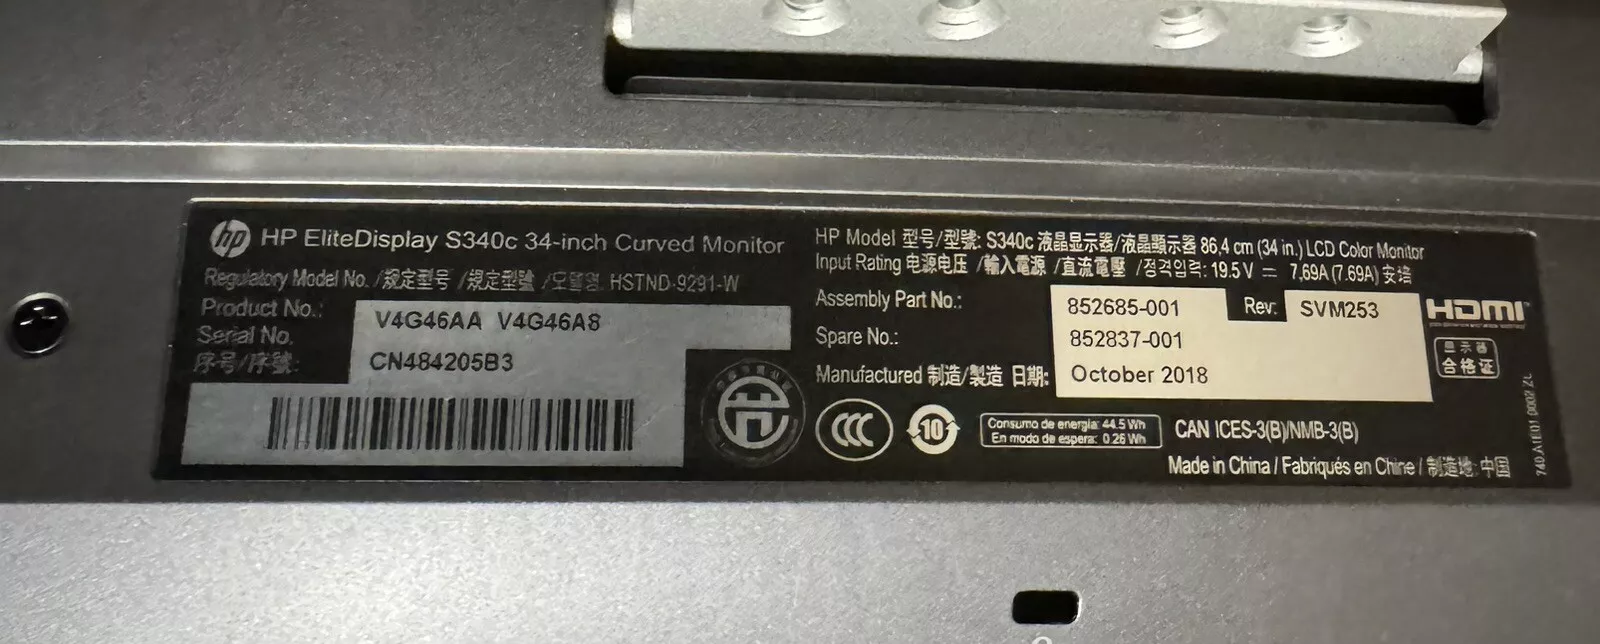 hp HP EliteDisplay S340c 34-inch Curved Monitor
Regulatory Model No. /规定型号 /規定型號 /모델명 HSTND-9291-W
Product No.: V4G46AA V4G46A8
Serial No.
序号/序號: CN484205B3
HP Model 型号/型號: S340c 液晶显示器/液晶顯示器 86,4 cm (34 in.) LCD Color Monitor
Input Rating 电源电压 /輸入電源 /直流電壓 /정격입력: 19.5 V ⎓ 7,69A (7.69A) 安培
Assembly Part No.: 852685-001 Rev: SVM253
Spare No.: 852837-001
Manufactured 制造/製造 日期: October 2018
HDMI
显示器
合格证
CCC
10
Consumo de energía: 44.5 Wh
En modo de espera: 0.26 Wh
CAN ICES-3(B)/NMB-3(B)
Made in China / Fabriqués en Chine / 制造地: 中国